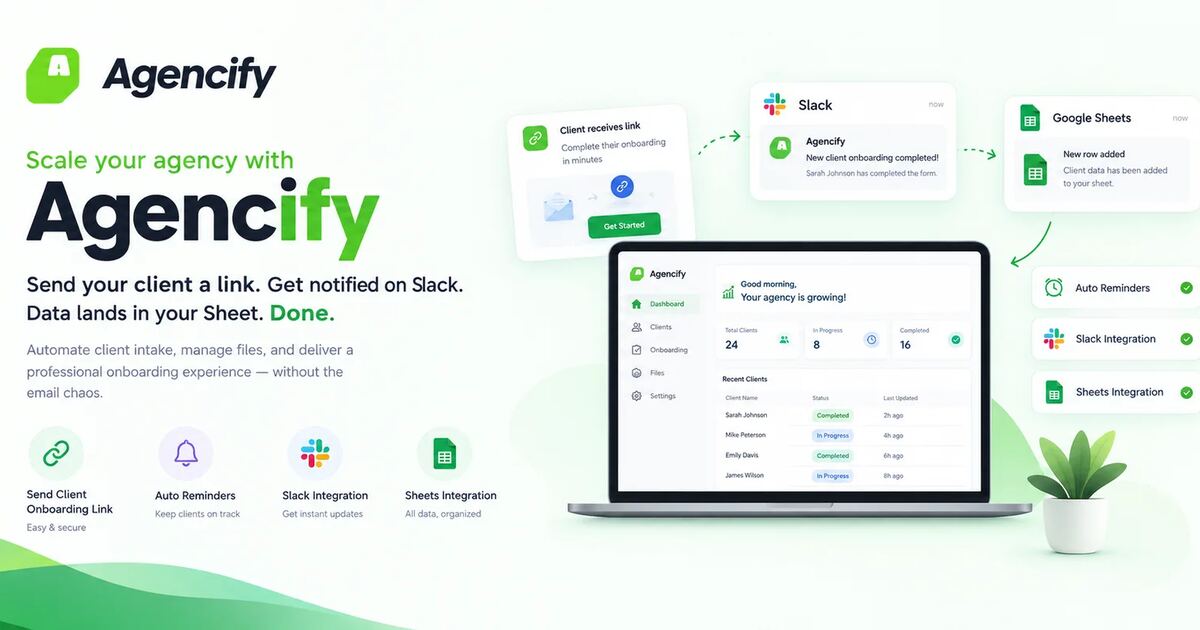 Agencify
Scale your agency with
Agencify
Send your client a link. Get notified on Slack.
Data lands in your Sheet. Done.
Automate client intake, manage files, and deliver a
professional onboarding experience — without the
email chaos.
Send Client
Onboarding Link
Easy & secure
Auto Reminders
Keep clients on track
Slack Integration
Get instant updates
Sheets Integration
All data, organized
Client receives link
Complete their onboarding
in minutes
Get Started
Slack
now
Agencify
New client onboarding completed!
Sarah Johnson has completed the form.
Google Sheets
now
New row added
Client data has been added
to your sheet.
Auto Reminders
Slack Integration
Sheets Integration
Agencify
Dashboard
Clients
Onboarding
Files
Settings
Good morning,
Your agency is growing!
Total Clients
24
In Progress
8
Completed
16
Recent Clients
Client Name Status Last Updated
Sarah Johnson Completed 2h ago
Mike Peterson In Progress 4h ago
Emily Davis Completed 6h ago
James Wilson In Progress 8h ago